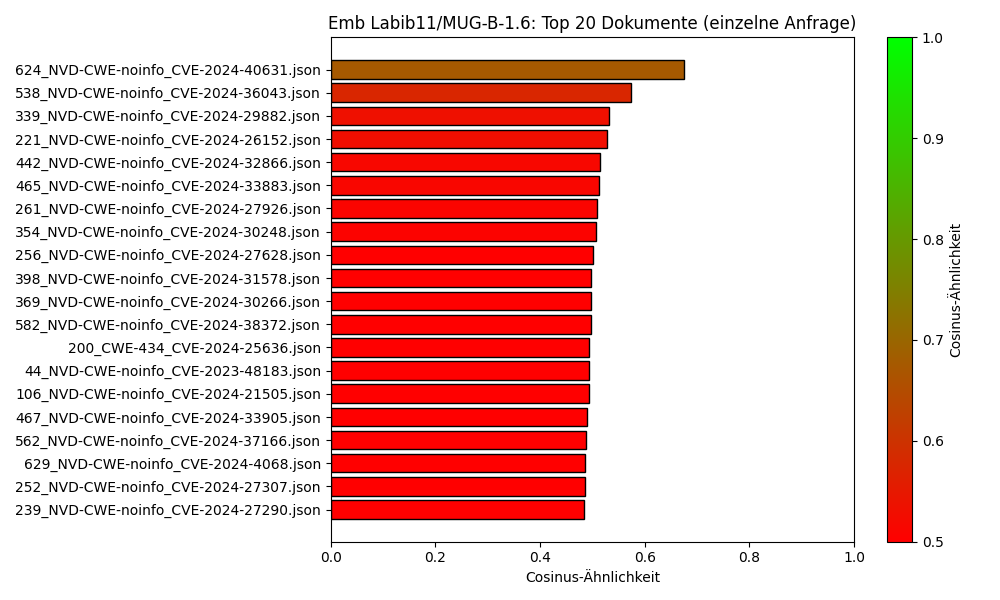 Emb Labib11/MUG-B-1.6: Top 20 Dokumente (einzelne Anfrage)
624_NVD-CWE-noinfo_CVE-2024-40631.json
538_NVD-CWE-noinfo_CVE-2024-36043.json
339_NVD-CWE-noinfo_CVE-2024-29882.json
221_NVD-CWE-noinfo_CVE-2024-26152.json
442_NVD-CWE-noinfo_CVE-2024-32866.json
465_NVD-CWE-noinfo_CVE-2024-33883.json
261_NVD-CWE-noinfo_CVE-2024-27926.json
354_NVD-CWE-noinfo_CVE-2024-30248.json
256_NVD-CWE-noinfo_CVE-2024-27628.json
398_NVD-CWE-noinfo_CVE-2024-31578.json
369_NVD-CWE-noinfo_CVE-2024-30266.json
582_NVD-CWE-noinfo_CVE-2024-38372.json
200_CWE-434_CVE-2024-25636.json
44_NVD-CWE-noinfo_CVE-2023-48183.json
106_NVD-CWE-noinfo_CVE-2024-21505.json
467_NVD-CWE-noinfo_CVE-2024-33905.json
562_NVD-CWE-noinfo_CVE-2024-37166.json
629_NVD-CWE-noinfo_CVE-2024-4068.json
252_NVD-CWE-noinfo_CVE-2024-27307.json
239_NVD-CWE-noinfo_CVE-2024-27290.json
0.0 0.2 0.4 0.6 0.8 1.0
Cosinus-Ähnlichkeit
1.0
0.9
0.8
0.7
0.6
0.5
Cosinus-Ähnlichkeit